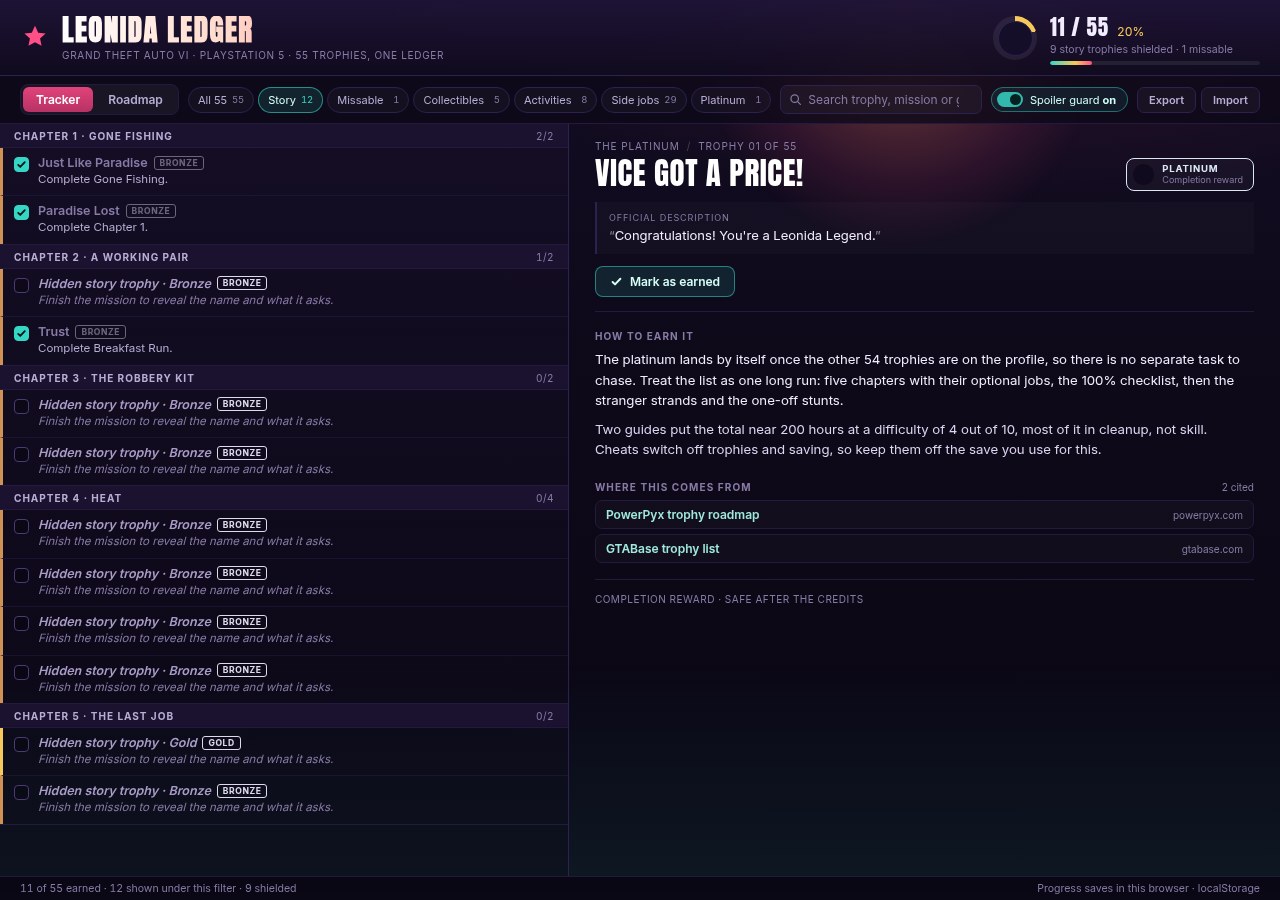 LEONIDA LEDGER
GRAND THEFT AUTO VI · PLAYSTATION 5 · 55 TROPHIES, ONE LEDGER
11 / 55 20%
9 story trophies shielded · 1 missable
Tracker Roadmap All 55 55 Story 12 Missable 1 Collectibles 5 Activities 8 Side jobs 29 Platinum 1 Search trophy, mission or g Spoiler guard on Export Import
CHAPTER 1 · GONE FISHING 2/2
Just Like Paradise BRONZE
Complete Gone Fishing.
Paradise Lost BRONZE
Complete Chapter 1.
CHAPTER 2 · A WORKING PAIR 1/2
Hidden story trophy · Bronze BRONZE
Finish the mission to reveal the name and what it asks.
Trust BRONZE
Complete Breakfast Run.
CHAPTER 3 · THE ROBBERY KIT 0/2
Hidden story trophy · Bronze BRONZE
Finish the mission to reveal the name and what it asks.
Hidden story trophy · Bronze BRONZE
Finish the mission to reveal the name and what it asks.
CHAPTER 4 · HEAT 0/4
Hidden story trophy · Bronze BRONZE
Finish the mission to reveal the name and what it asks.
Hidden story trophy · Bronze BRONZE
Finish the mission to reveal the name and what it asks.
Hidden story trophy · Bronze BRONZE
Finish the mission to reveal the name and what it asks.
Hidden story trophy · Bronze BRONZE
Finish the mission to reveal the name and what it asks.
CHAPTER 5 · THE LAST JOB 0/2
Hidden story trophy · Gold GOLD
Finish the mission to reveal the name and what it asks.
Hidden story trophy · Bronze BRONZE
Finish the mission to reveal the name and what it asks.
THE PLATINUM / TROPHY 01 OF 55
VICE GOT A PRICE!
PLATINUM
Completion reward
OFFICIAL DESCRIPTION
“Congratulations! You're a Leonida Legend.”
Mark as earned
HOW TO EARN IT
The platinum lands by itself once the other 54 trophies are on the profile, so there is no separate task to
chase. Treat the list as one long run: five chapters with their optional jobs, the 100% checklist, then the
stranger strands and the one-off stunts.
Two guides put the total near 200 hours at a difficulty of 4 out of 10, most of it in cleanup, not skill.
Cheats switch off trophies and saving, so keep them off the save you use for this.
WHERE THIS COMES FROM 2 cited
PowerPyx trophy roadmap powerpyx.com
GTABase trophy list gtabase.com
COMPLETION REWARD · SAFE AFTER THE CREDITS
11 of 55 earned · 12 shown under this filter · 9 shielded
Progress saves in this browser · localStorage